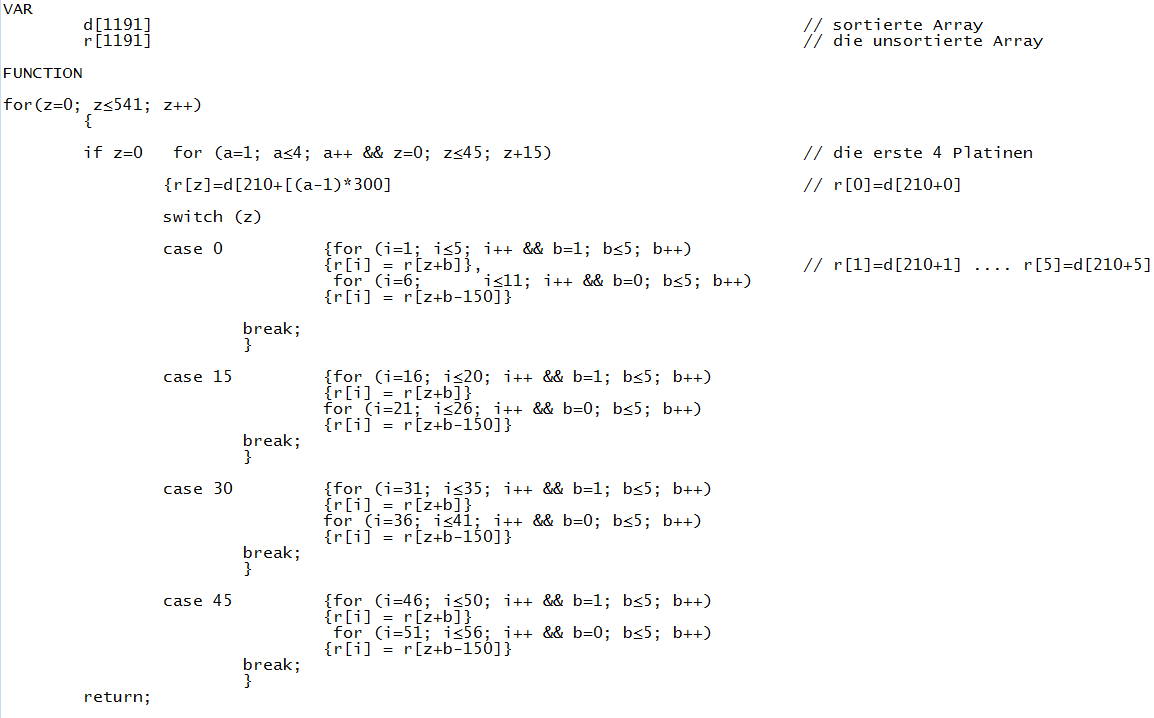 VAR
d[1191] // sortierte Array
r[1191] // die unsortierte Array
FUNCTION
for(z=0; z≤541; z++)
{
if z=0 for (a=1; a≤4; a++ && z=0; z≤45; z+15) // die erste 4 Platinen
{r[z]=d[210+[(a-1)*300] // r[0]=d[210+0]
switch (z)
case 0 {for (i=1; i≤5; i++ && b=1; b≤5; b++)
{r[i] = r[z+b]}, // r[1]=d[210+1] .... r[5]=d[210+5]
for (i=6; i≤11; i++ && b=0; b≤5; b++)
{r[i] = r[z+b-150]}
break;
}
case 15 {for (i=16; i≤20; i++ && b=1; b≤5; b++)
{r[i] = r[z+b]}
for (i=21; i≤26; i++ && b=0; b≤5; b++)
{r[i] = r[z+b-150]}
break;
}
case 30 {for (i=31; i≤35; i++ && b=1; b≤5; b++)
{r[i] = r[z+b]}
for (i=36; i≤41; i++ && b=0; b≤5; b++)
{r[i] = r[z+b-150]}
break;
}
case 45 {for (i=46; i≤50; i++ && b=1; b≤5; b++)
{r[i] = r[z+b]}
for (i=51; i≤56; i++ && b=0; b≤5; b++)
{r[i] = r[z+b-150]}
break;
}
return;